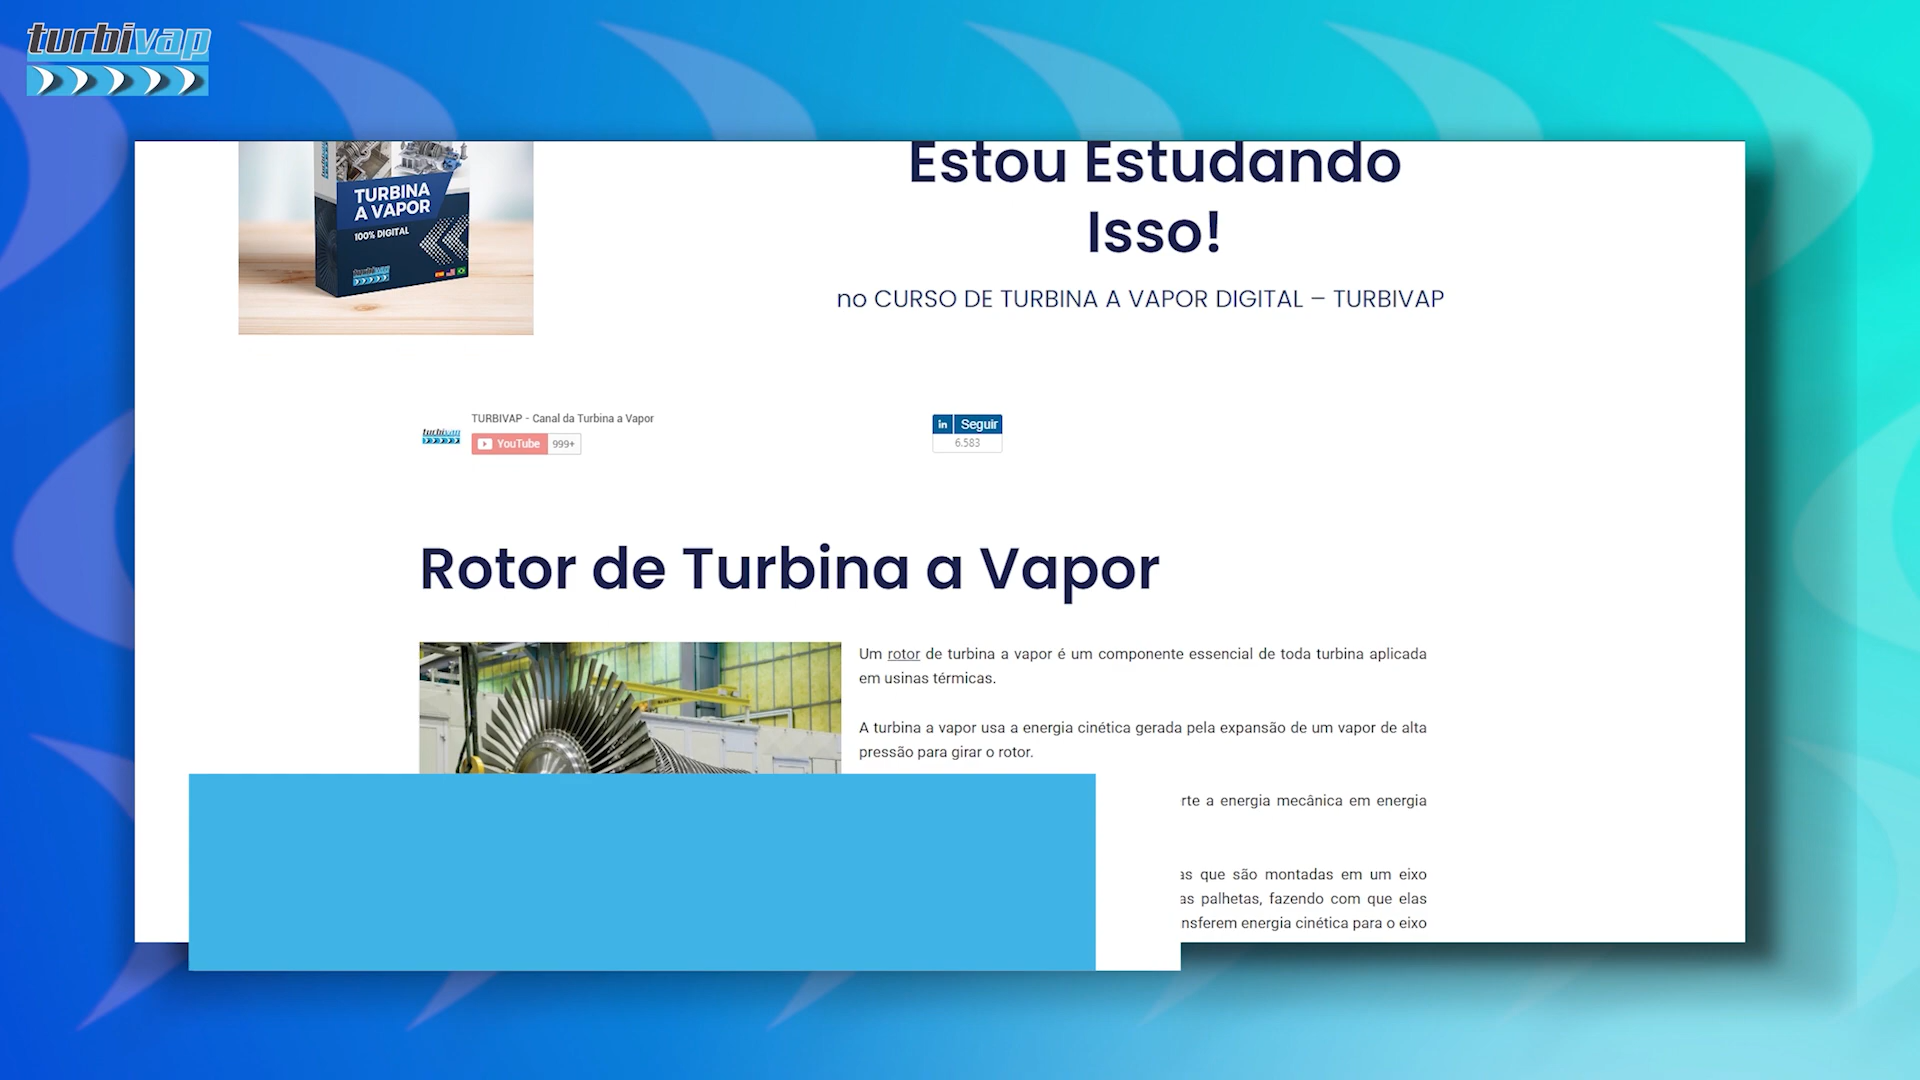 turbivap
Estou Estudando
Isso!
TURBINA
A VAPOR
100% DIGITAL
no CURSO DE TURBINA A VAPOR DIGITAL – TURBIVAP
TURBIVAP - Canal da Turbina a Vapor
turbivap
YouTube 999+
in Seguir
6.583
Rotor de Turbina a Vapor
Um rotor de turbina a vapor é um componente essencial de toda turbina aplicada
em usinas térmicas.
A turbina a vapor usa a energia cinética gerada pela expansão de um vapor de alta
pressão para girar o rotor.
rte a energia mecânica em energia
as que são montadas em um eixo
as palhetas, fazendo com que elas
nsferem energia cinética para o eixo